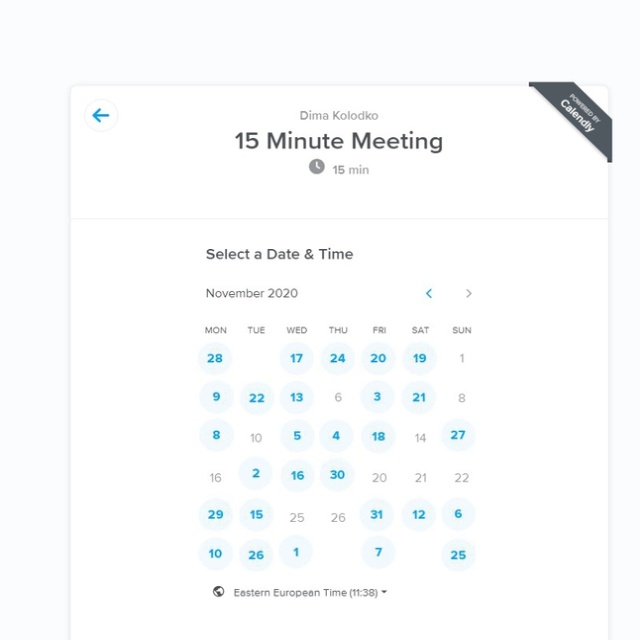 POWERED BY
Calendly
Dima Kolodko
15 Minute Meeting
15 min
Select a Date & Time
November 2020
MON TUE WED THU FRI SAT SUN
28 17 24 20 19 1
9 22 13 6 3 21 8
8 10 5 4 18 14 27
16 2 16 30 20 21 22
29 15 25 26 31 12 6
10 26 1 7 25
Eastern European Time (11:38)